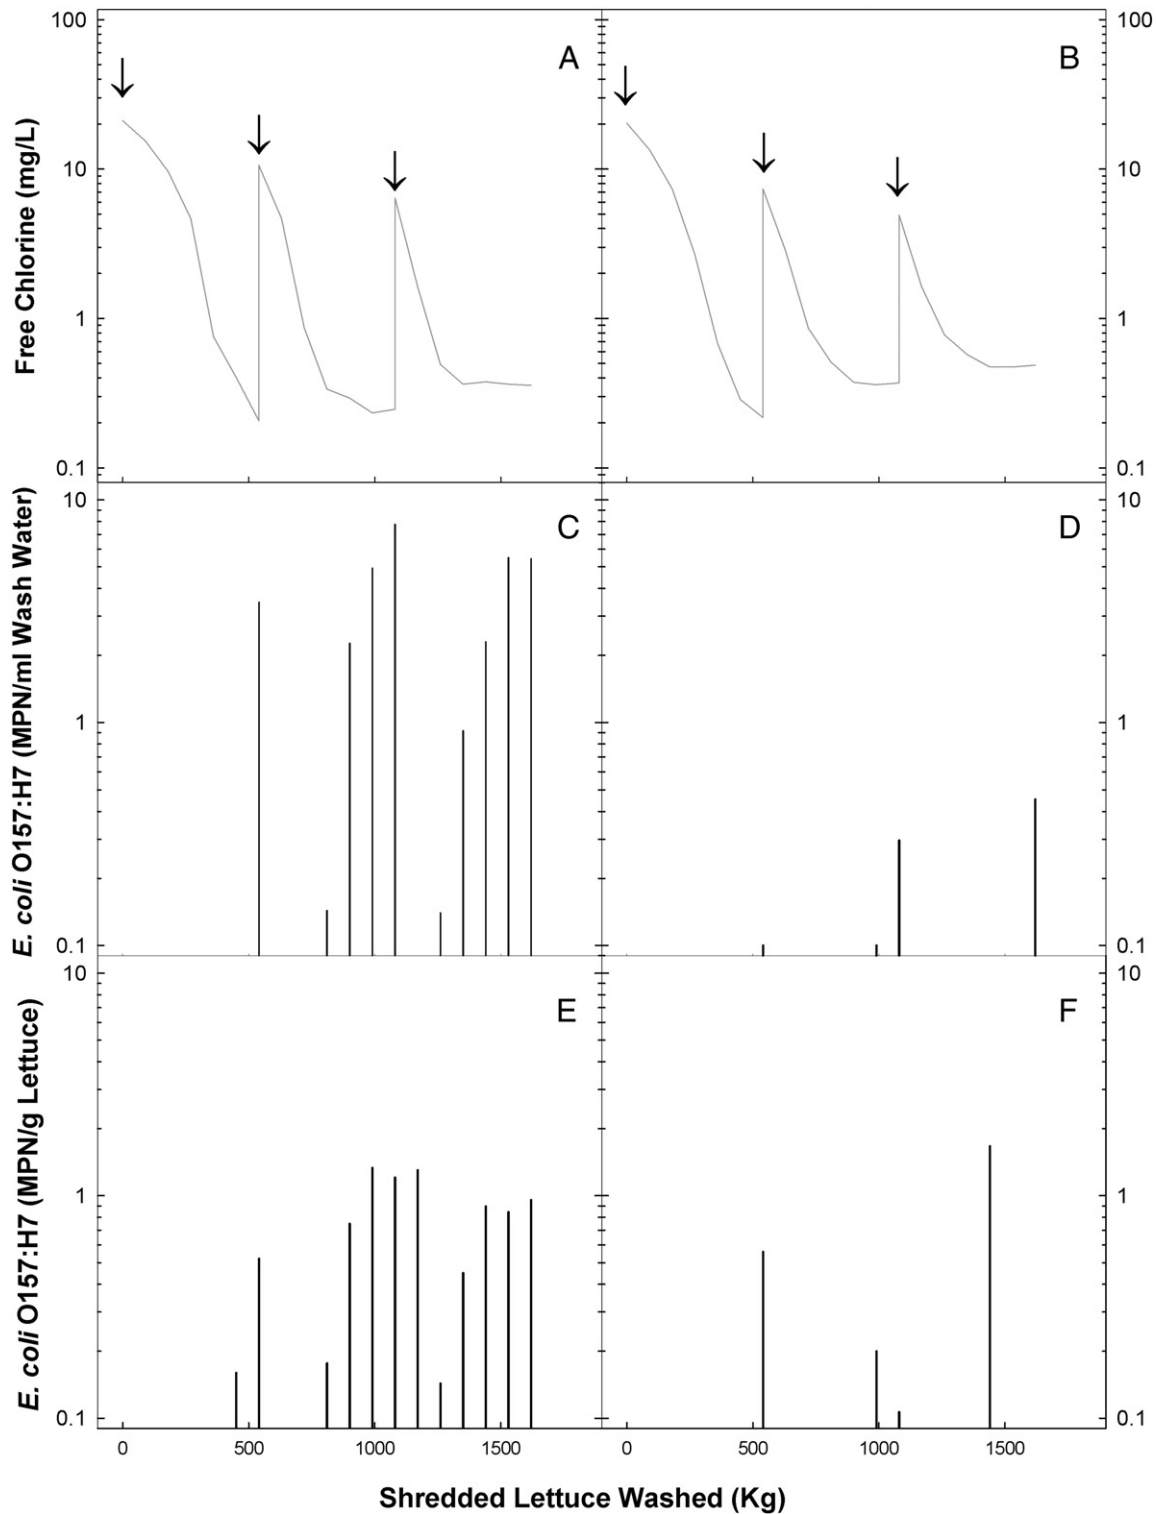 100
10
1
0.1
Free Chlorine (mg/L)
A
B
100
10
1
0.1
10
1
0.1
E. coli O157:H7 (MPN/ml Wash Water)
C
D
10
1
0.1
10
1
0.1
E. coli O157:H7 (MPN/g Lettuce)
E
F
10
1
0.1
0 500 1000 1500
0 500 1000 1500
Shredded Lettuce Washed (Kg)